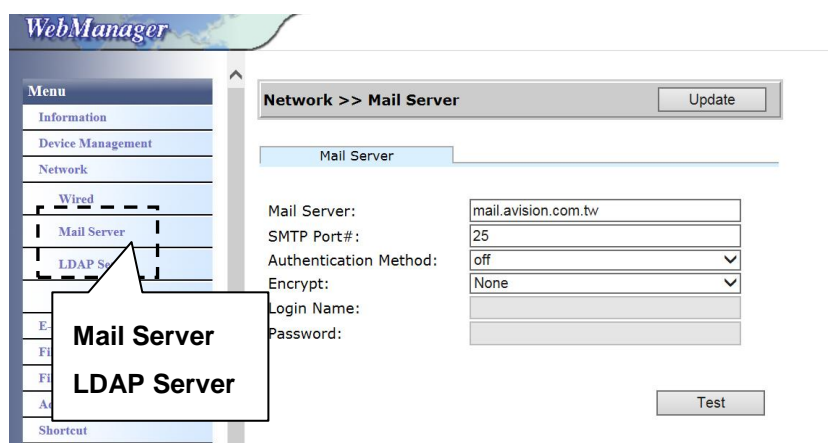 WebManager
Menu
Information
Device Management
Network
Wired
Mail Server
LDAP Se
E-
Fi
Fi
Shortcut
Mail Server
LDAP Server
Network >> Mail Server
Update
Mail Server
Mail Server: mail.avision.com.tw
SMTP Port#: 25
Authentication Method: off
Encrypt: None
Login Name:
Password:
Test